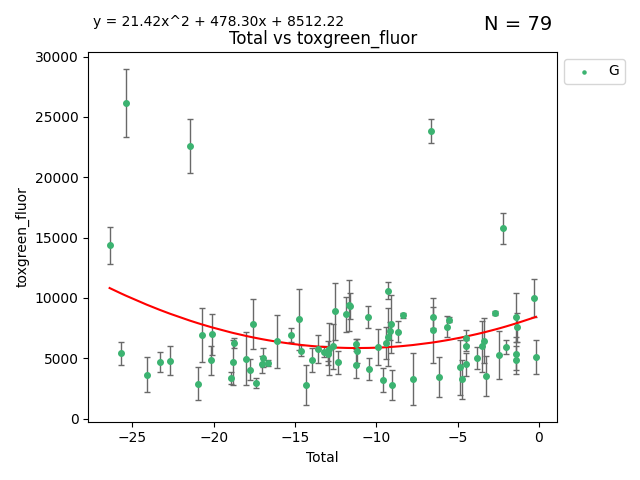 y = 21.42x^2 + 478.30x + 8512.22
N = 79
Total vs toxgreen_fluor
30000
25000
20000
15000
10000
5000
0
toxgreen_fluor
−25
−20
−15
−10
−5
0
Total
G